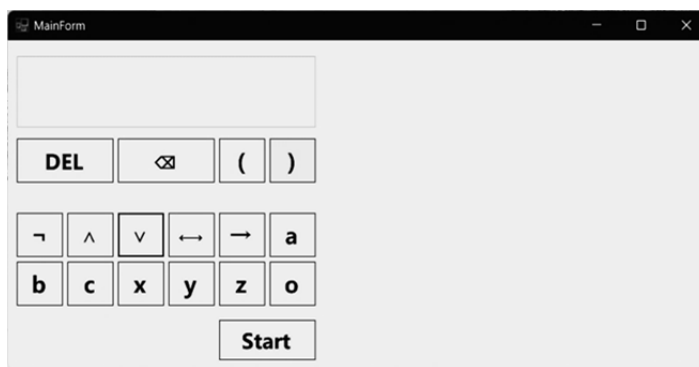 MainForm
DEL ⌫ ( )
¬ ∧ ∨ ↔ → a
b c x y z o
Start